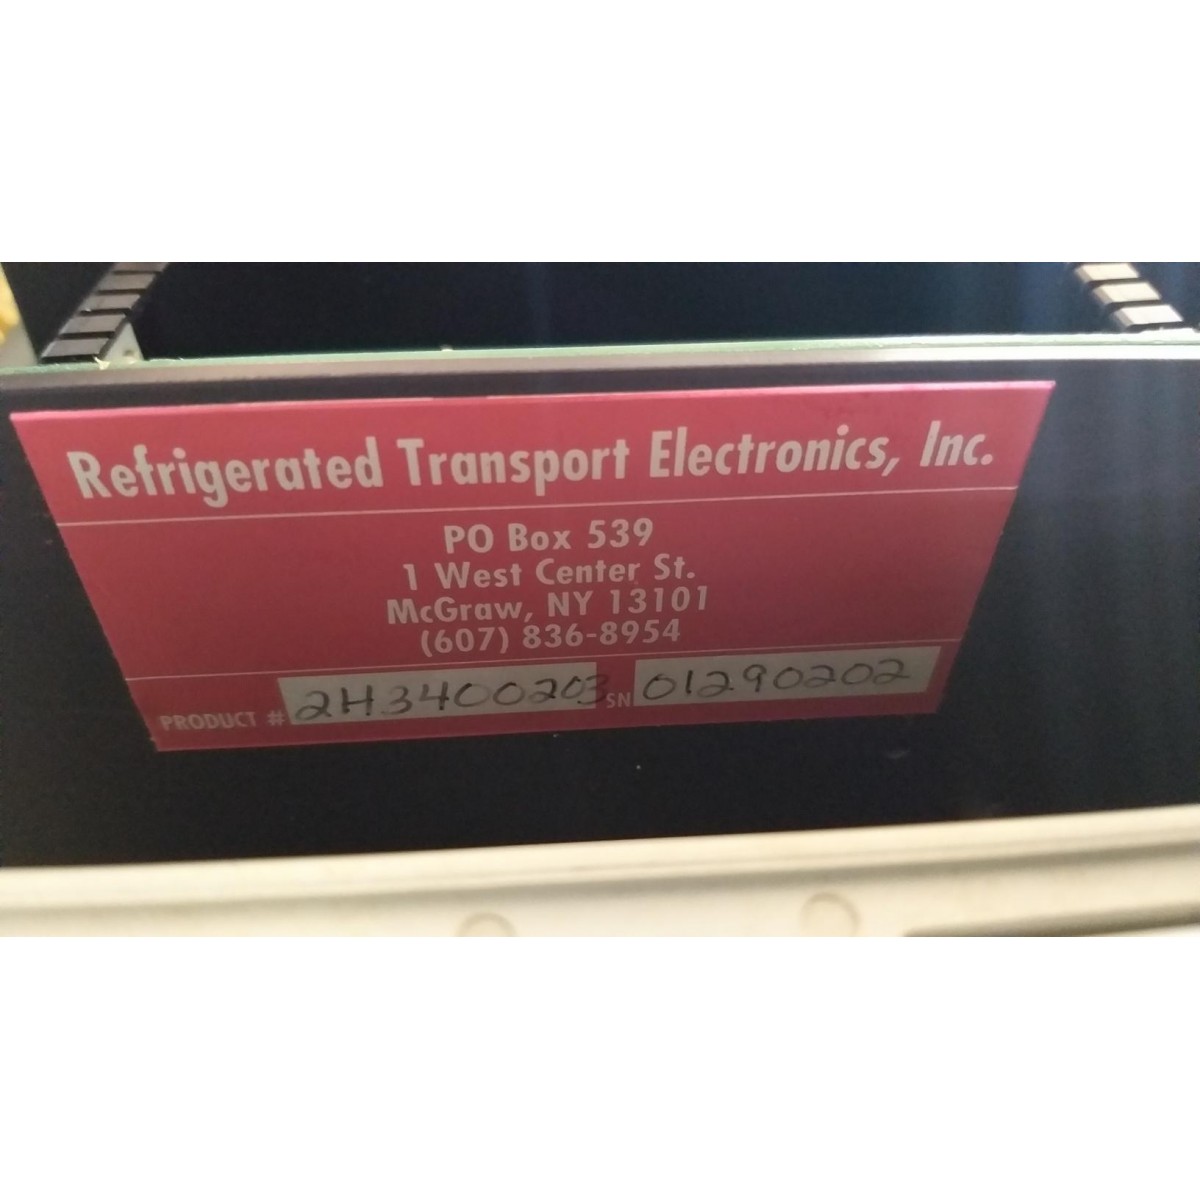 Refrigerated Transport Electronics, Inc.
PO Box 539
1 West Center St.
McGraw, NY 13101
(607) 836-8954
PRODUCT # 2H3400203 SN 01290202